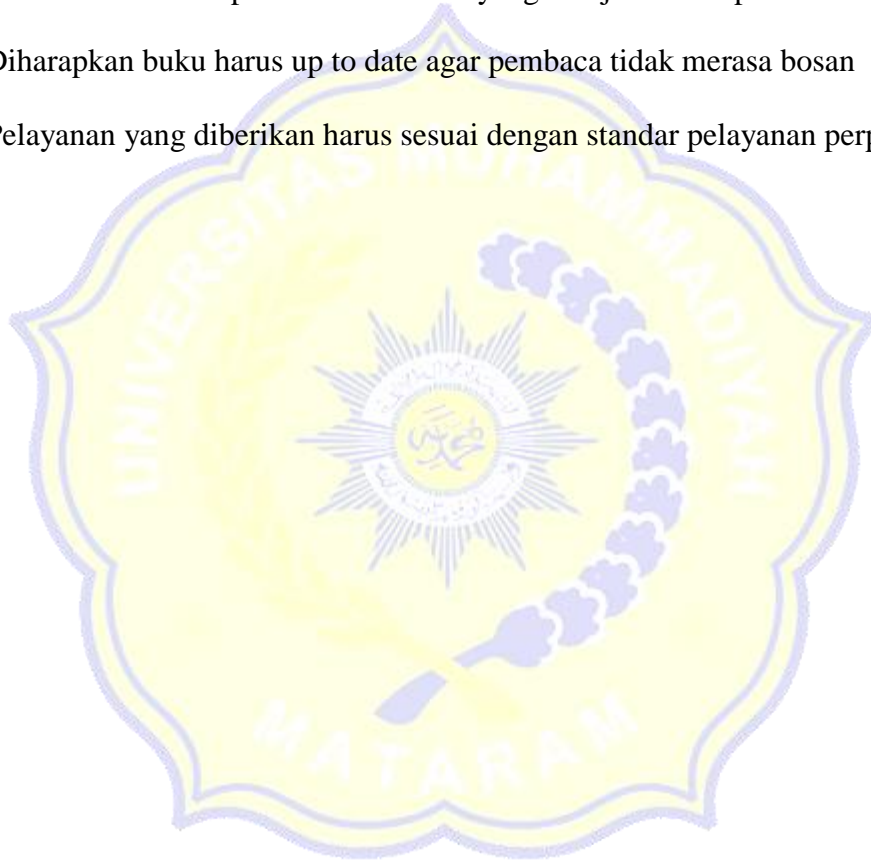 Diharapkan buku harus up to date agar pembaca tidak merasa bosan
Pelayanan yang diberikan harus sesuai dengan standar pelayanan
UNIVERSITAS MUHAMMADIYAH
MATARAM